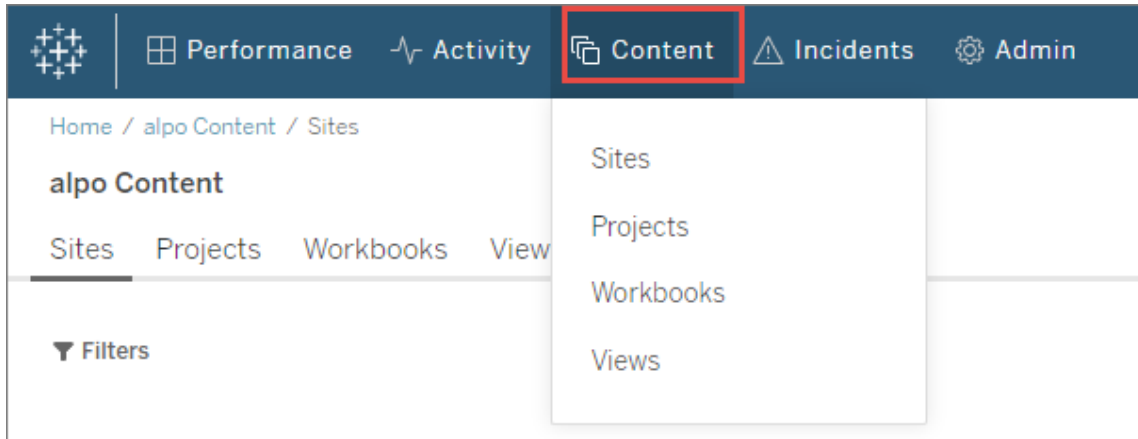 Performance Activity Content Incidents Admin
Home / alpo Content / Sites
alpo Content
Sites Projects Workbooks View
Filters
Sites
Projects
Workbooks
Views